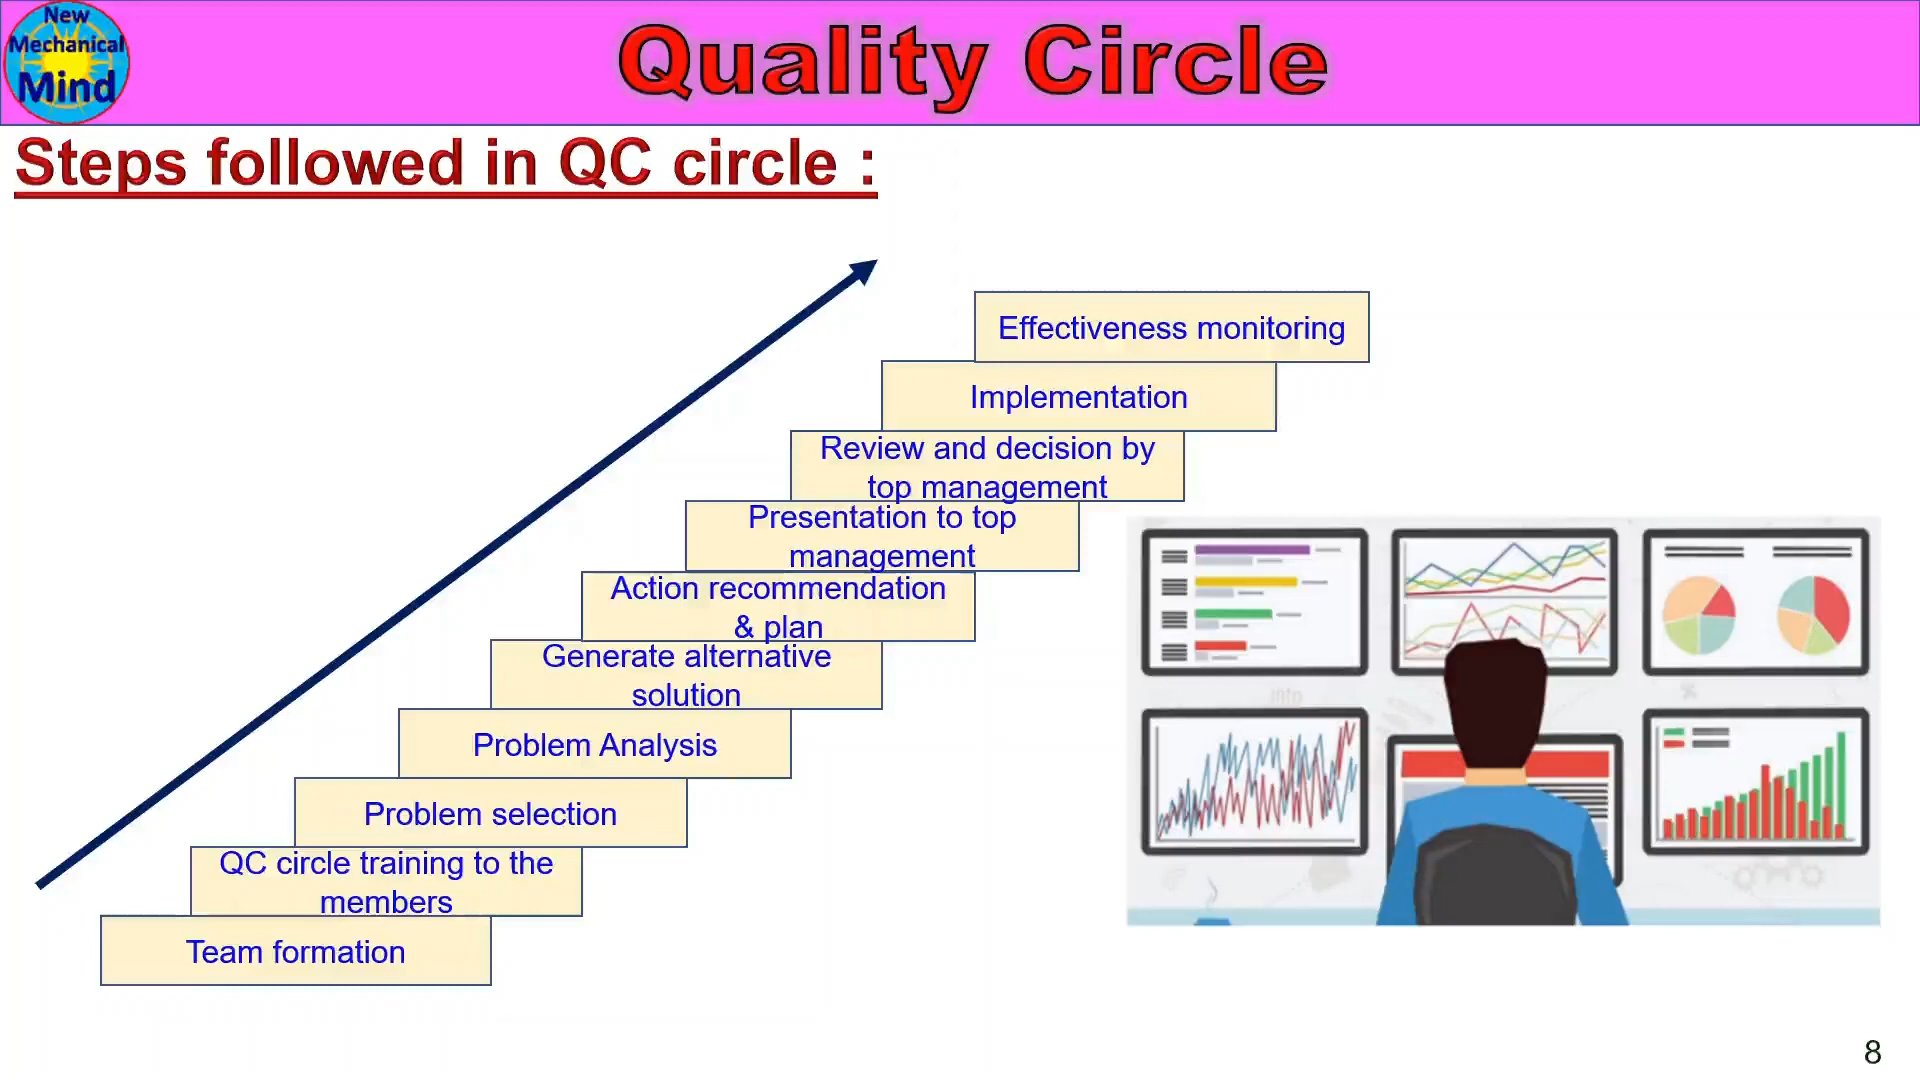 New
Mechanical
Mind
Quality Circle
Steps followed in QC circle :
Effectiveness monitoring
Implementation
Review and decision by
top management
Presentation to top
management
Action recommendation
& plan
Generate alternative
solution
Problem Analysis
Problem selection
QC circle training to the
members
Team formation
8